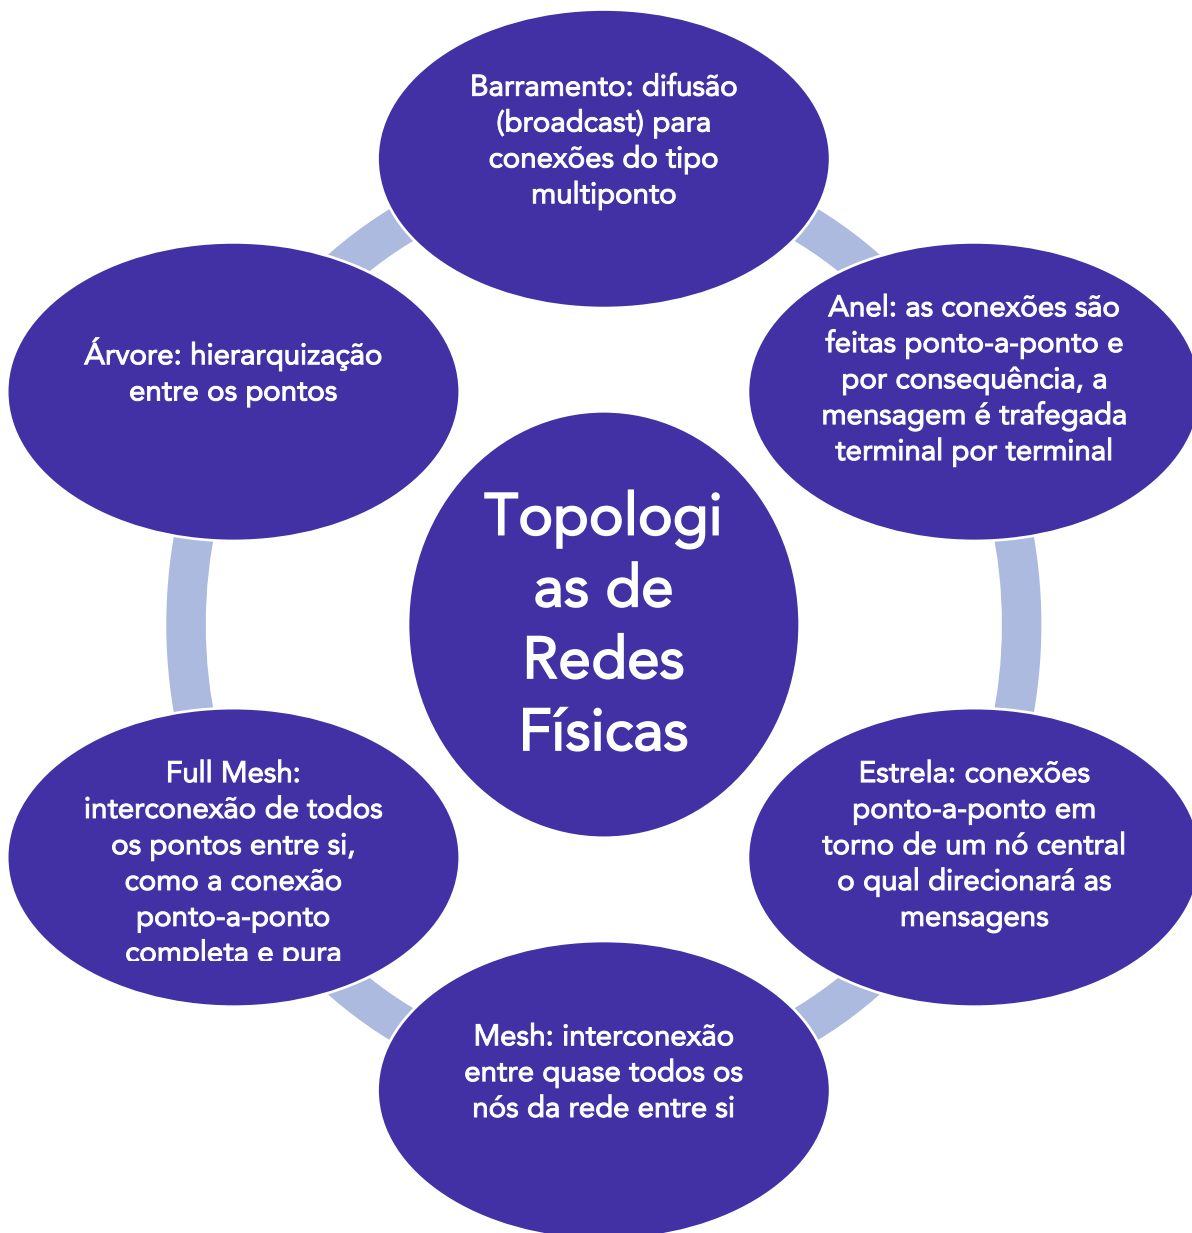 Barramento: difusão
(broadcast) para
conexões do tipo
multiponto
Anel: as conexões são
feitas ponto-a-ponto e
por consequência, a
mensagem é trafegada
terminal por terminal
Estrela: conexões
ponto-a-ponto em
torno de um nó central
o qual direcionará as
mensagens
Mesh: interconexão
entre quase todos os
nós da rede entre si
Full Mesh:
interconexão de todos
os pontos entre si,
como a conexão
ponto-a-ponto
completa e pura
Árvore: hierarquização
entre os pontos
Topologi
as de
Redes
Físicas